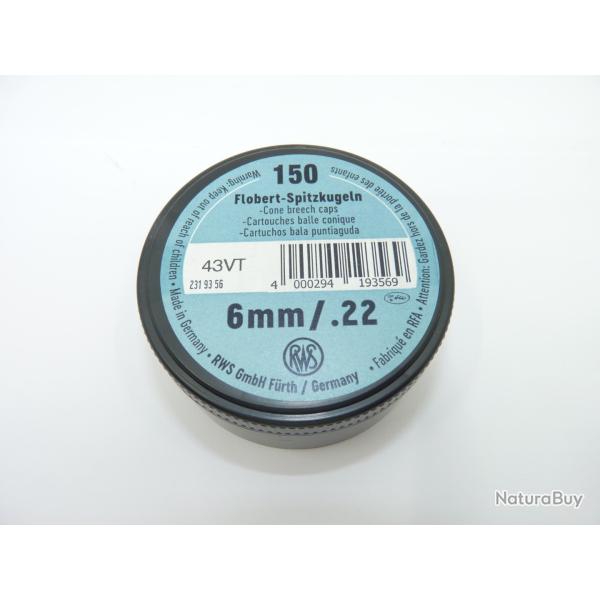 150
Flobert-Spitzkugeln
-Cone breech caps
-Cartouches balle conique
-Cartuchos bala puntiaguda
43VT
231 93 56
4 000294 193569
6mm/.22
RWS
Warning: Keep out of reach of children • Made in Germany • RWS GmbH Fürth / Germany • Fabriqué en RFA • Attention: Gardez hors de la portée des enfants
NaturaBuy